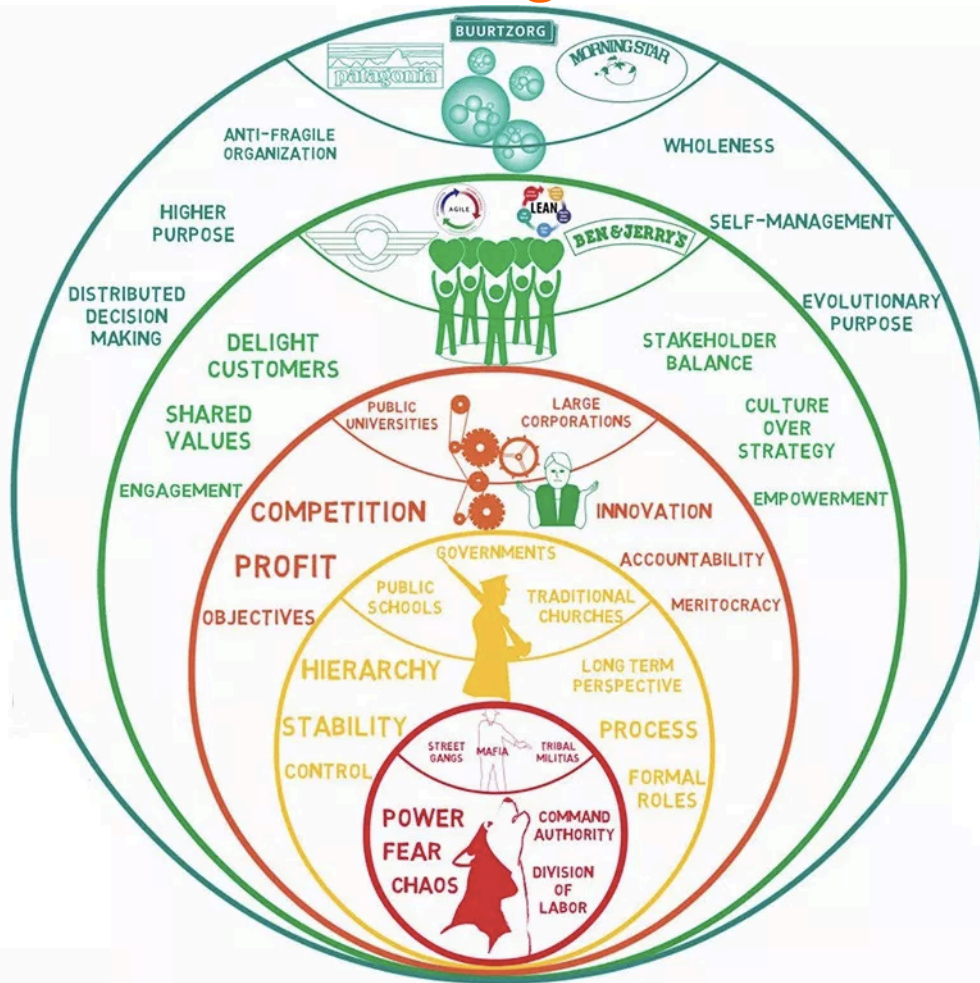 BUURTZORG
patagonia
MORNING STAR
ANTI-FRAGILE
ORGANIZATION
WHOLENESS
HIGHER
PURPOSE
SELF-MANAGEMENT
DISTRIBUTED
DECISION
MAKING
EVOLUTIONARY
PURPOSE
AGILE
LEAN
BEN & JERRY'S
DELIGHT
CUSTOMERS
STAKEHOLDER
BALANCE
SHARED
VALUES
CULTURE
OVER
STRATEGY
ENGAGEMENT
EMPOWERMENT
PUBLIC
UNIVERSITIES
LARGE
CORPORATIONS
COMPETITION
INNOVATION
PROFIT
ACCOUNTABILITY
OBJECTIVES
MERITOCRACY
GOVERNMENTS
PUBLIC
SCHOOLS
TRADITIONAL
CHURCHES
HIERARCHY
LONG TERM
PERSPECTIVE
STABILITY
PROCESS
CONTROL
FORMAL
ROLES
STREET
GANGS
MAFIA
TRIBAL
MILITIAS
POWER
FEAR
CHAOS
COMMAND
AUTHORITY
DIVISION
OF
LABOR